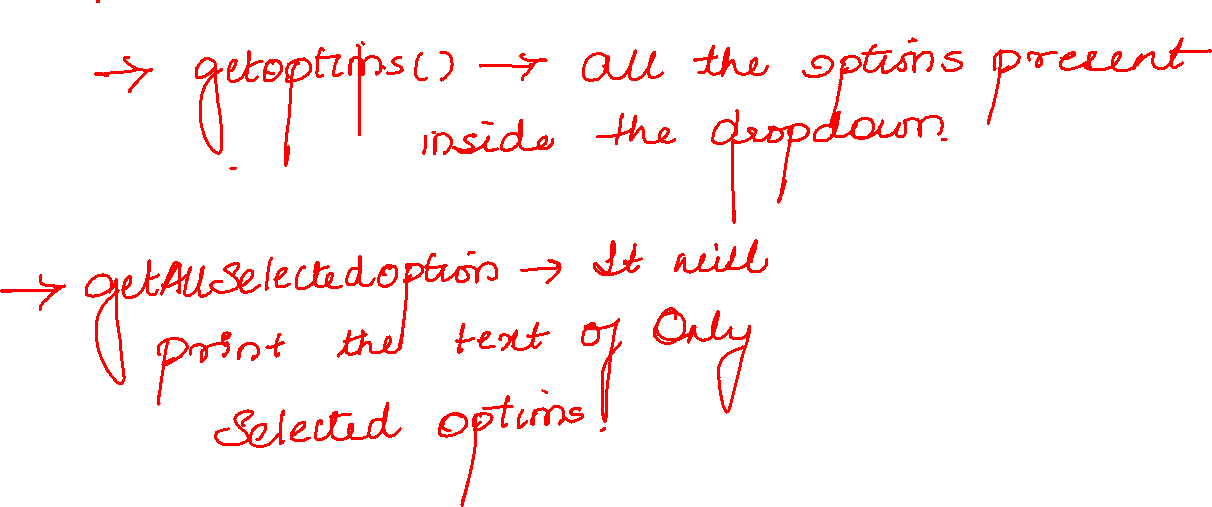 → getoptions() → all the options present
inside the dropdown.
→ getAllSelectedoption → It will
print the text of Only
Selected options!